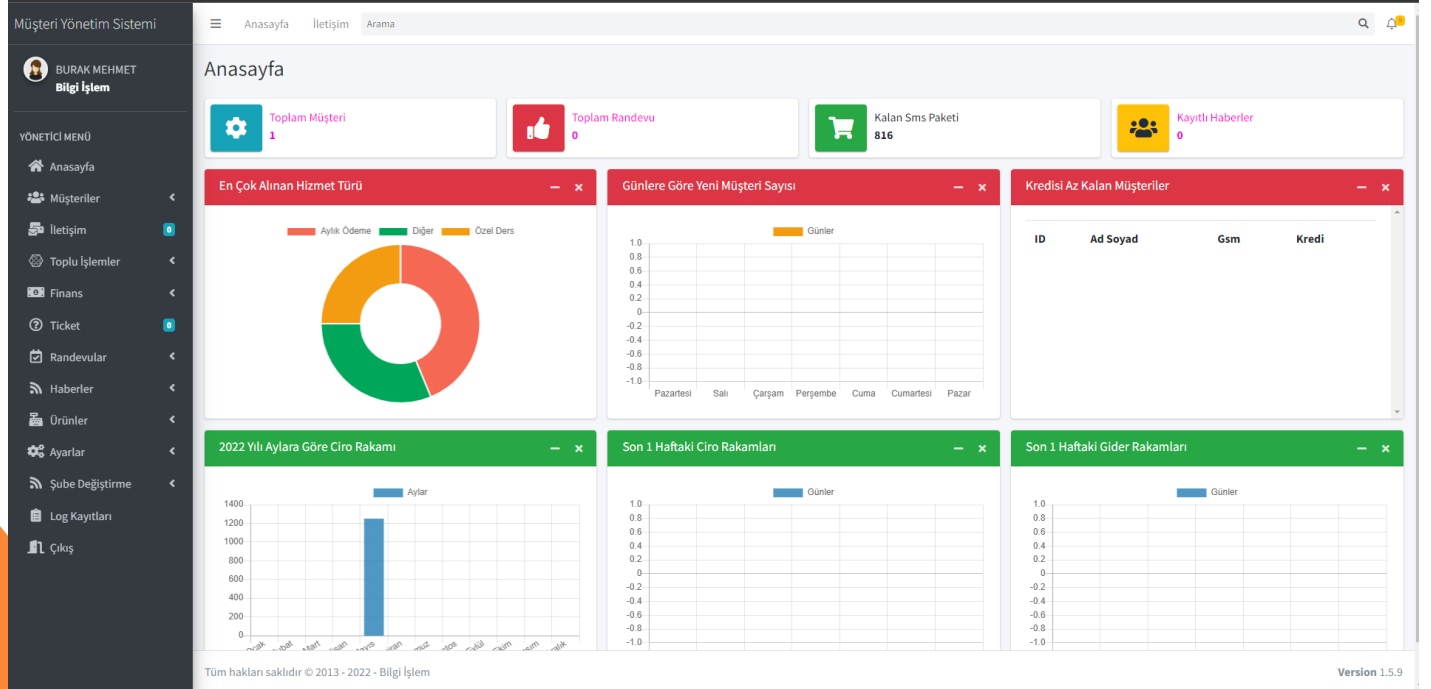 Müşteri Yönetim Sistemi
Anasayfa İletişim Arama
BURAK MEHMET
Bilgi İşlem
YÖNETİCİ MENÜ
Anasayfa
Müşteriler
İletişim 0
Toplu İşlemler
Finans
Ticket 0
Randevular
Haberler
Ürünler
Ayarlar
Şube Değiştirme
Log Kayıtları
Çıkış
Anasayfa
Toplam Müşteri
1
Toplam Randevu
0
Kalan Sms Paketi
816
Kayıtlı Haberler
0
En Çok Alınan Hizmet Türü
Aylık Ödeme Diğer Özel Ders
Günlere Göre Yeni Müşteri Sayısı
Günler
1.0
0.8
0.6
0.4
0.2
0
-0.2
-0.4
-0.6
-0.8
-1.0
Pazartesi Salı Çarşam Perşembe Cuma Cumartesi Pazar
Kredisi Az Kalan Müşteriler
ID Ad Soyad Gsm Kredi
2022 Yılı Aylara Göre Ciro Rakamı
Aylar
1400
1200
1000
800
600
400
200
0
Ocak Mart Eylül Ekim
Son 1 Haftaki Ciro Rakamları
Günler
1.0
0.8
0.6
0.4
0.2
0
-0.2
-0.4
-0.6
-0.8
-1.0
Son 1 Haftaki Gider Rakamları
Günler
1.0
0.8
0.6
0.4
0.2
0
-0.2
-0.4
-0.6
-0.8
-1.0
Tüm hakları saklıdır © 2013 - 2022 - Bilgi İşlem
Version 1.5.9